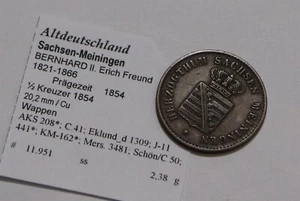 Altdeutschland
Sachsen-Meiningen
BERNHARD II. Erich Freund
1821-1866
Prägezeit 1854
½ Kreuzer 1854
20,2 mm / Cu
Wappen
AKS 208*; C.41; Eklund_d 1309; J-11
441*; KM-162*; Mers. 3481; Schön/C 50;
# 11.951 ss 2,38 g
HERZOGTHUM SACHSEN MEININGEN